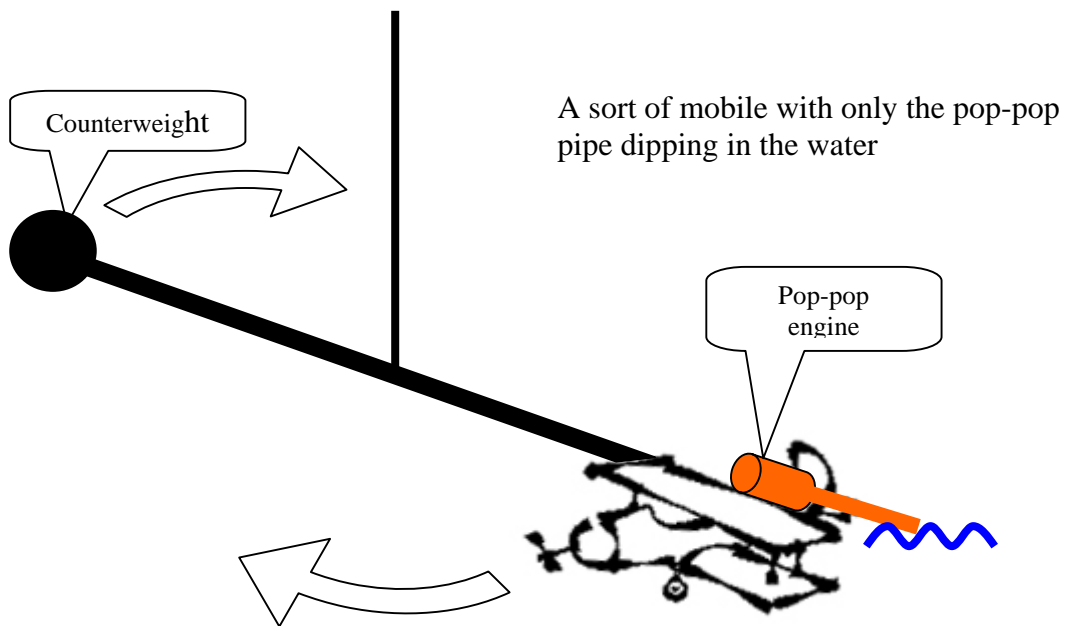 A sort of mobile with only the pop-pop
pipe dipping in the water
Counterweight
Pop-pop
engine